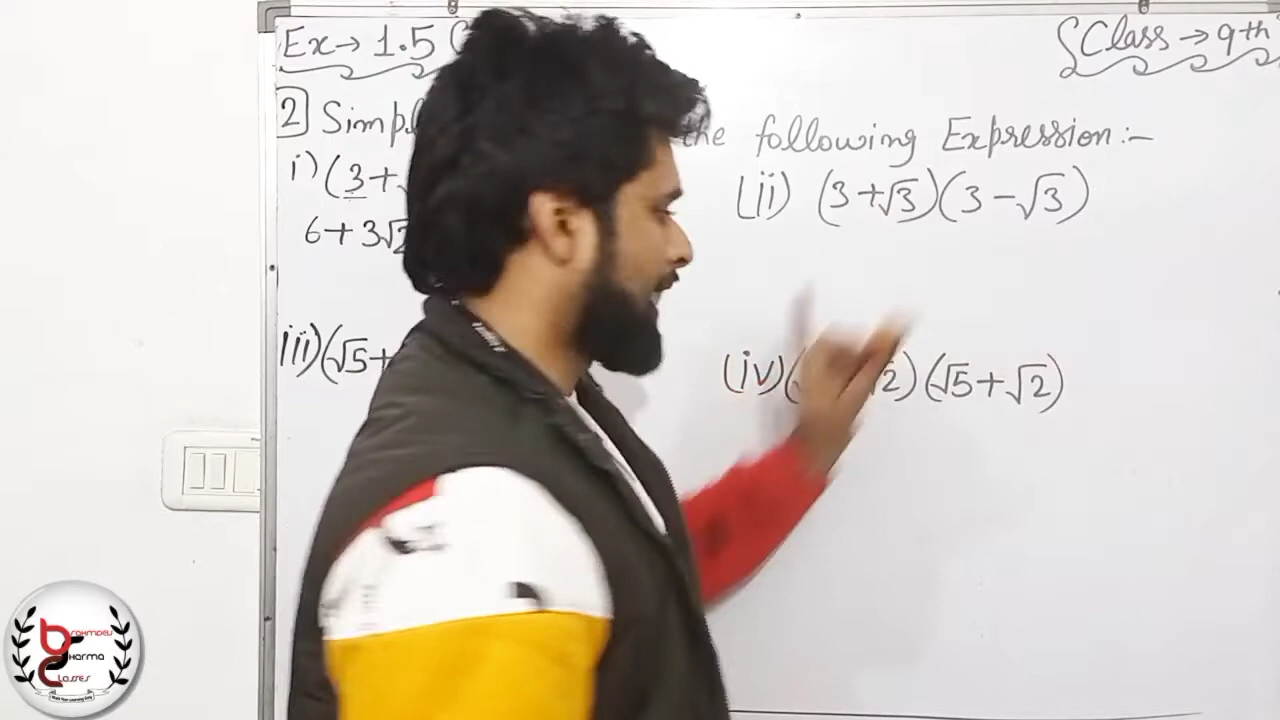 Ex→ 1.5
{Class → 9th
2 the following Expression:-
i) (3+
(ii) (3+√3)(3-√3)
6+3√2
iii)(√5+
(iv)( √2)(√5+√2)